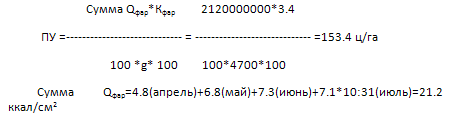 Сумма Qфар*Kфар 2120000000*3.4
ПУ =----------------------------- = ----------------------------- =153.4 ц/га
100 *g* 100 100*4700*100
Сумма Qфар=4.8(апрель)+6.8(май)+7.3(июнь)+7.1*10:31(июль)=21.2
ккал/см²